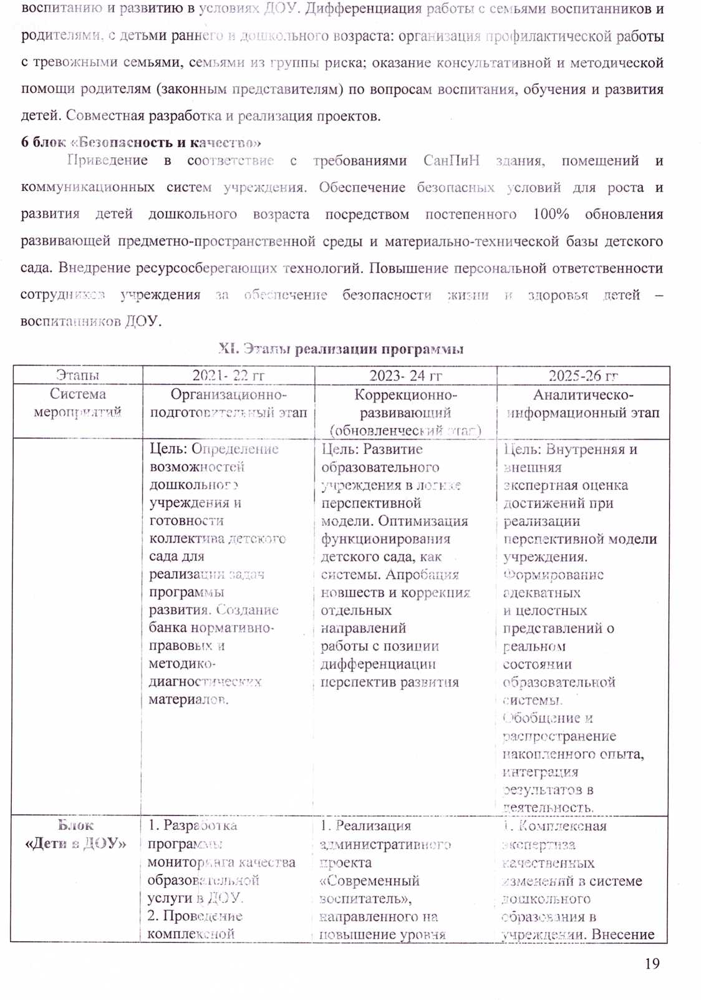 воспитанию и развитию в условиях ДОУ. Дифференциация работы с семьями воспитанников и
родителями, с детьми раннего и дошкольного возраста: организация профилактической работы
с тревожными семьями, семьями из группы риска; оказание консультативной и методической
помощи родителям (законным представителям) по вопросам воспитания, обучения и развития
детей. Совместная разработка и реализация проектов.
6 блок «Безопасность и качество»
Приведение в соответствие с требованиями СанПиН здания, помещений и
коммуникационных систем учреждения. Обеспечение безопасных условий для роста и
развития детей дошкольного возраста посредством постепенного 100% обновления
развивающей предметно-пространственной среды и материально-технической базы детского
сада. Внедрение ресурсосберегающих технологий. Повышение персональной ответственности
сотрудников учреждения за обеспечение безопасности жизни и здоровья детей –
воспитанников ДОУ.
XI. Этапы реализации программы
Этапы
2021- 22 гг
2023- 24 гг
2025-26 гг
Система
мероприятий
Организационно-
подготовительный этап
Коррекционно-
развивающий
(обновленческий этап)
Аналитическо-
информационный этап
Цель: Определение
возможностей
дошкольного
учреждения и
готовности
коллектива детского
сада для
реализации задач
программы
развития. Создание
банка нормативно-
правовых и
методико-
диагностических
материалов.
Цель: Развитие
образовательного
учреждения в логике
перспективной
модели. Оптимизация
функционирования
детского сада, как
системы. Апробация
новшеств и коррекция
отдельных
направлений
работы с позиции
дифференциации
перспектив развития
Цель: Внутренняя и
внешняя
экспертная оценка
достижений при
реализации
перспективной модели
учреждения.
Формирование
адекватных
и целостных
представлений о
реальном
состоянии
образовательной
системы.
Обобщение и
распространение
накопленного опыта,
интеграция
результатов в
деятельность.
Блок
«Дети в ДОУ»
1. Разработка
программы
мониторинга качества
образовательной
услуги в ДОУ.
2. Проведение
комплексной
1. Реализация
административного
проекта
«Современный
воспитатель»,
направленного на
повышение уровня
1. Комплексная
экспертиза
качественных
изменений в системе
дошкольного
образования в
учреждении. Внесение
19